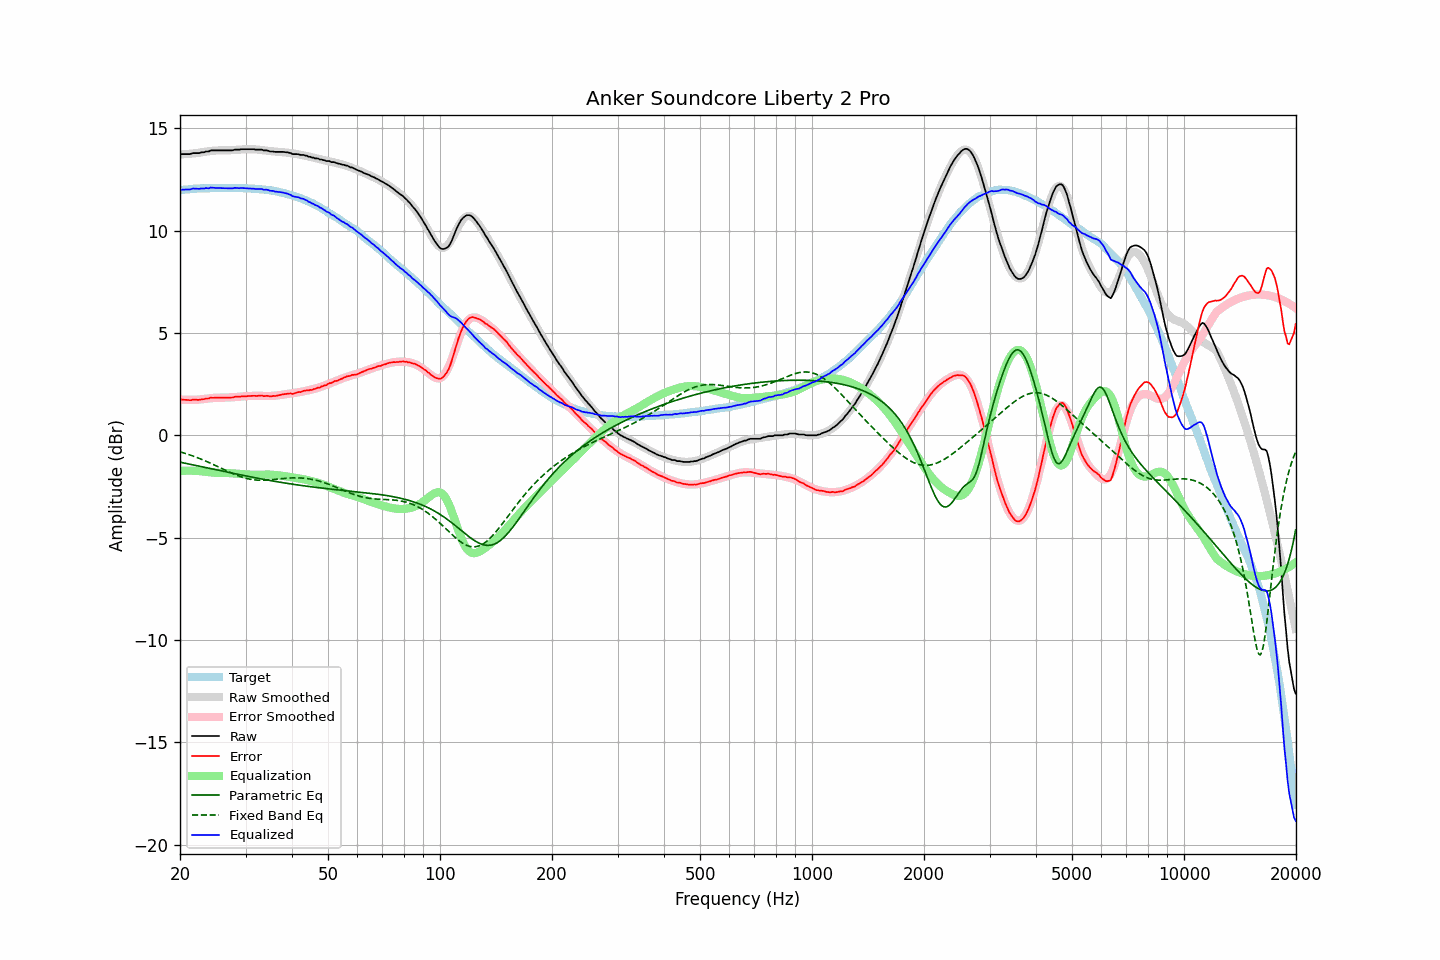 Anker Soundcore Liberty 2 Pro
15
10
5
0
−5
−10
−15
−20
Amplitude (dBr)
Target
Raw Smoothed
Error Smoothed
Raw
Error
Equalization
Parametric Eq
Fixed Band Eq
Equalized
20 50 100 200 500 1000 2000 5000 10000 20000
Frequency (Hz)